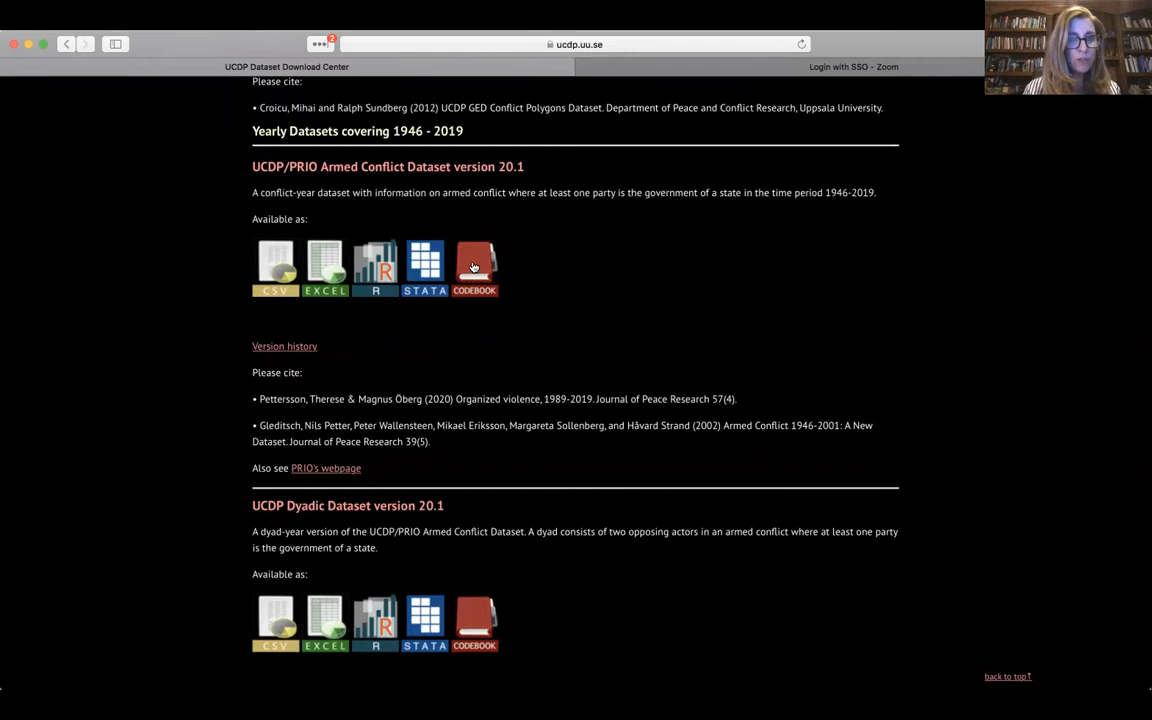 2
ucdp.uu.se
UCDP Dataset Download Center
Login with SSO - Zoom
Please cite:
• Croicu, Mihai and Ralph Sundberg (2012) UCDP GED Conflict Polygons Dataset. Department of Peace and Conflict Research, Uppsala University.
Yearly Datasets covering 1946 - 2019
UCDP/PRIO Armed Conflict Dataset version 20.1
A conflict-year dataset with information on armed conflict where at least one party is the government of a state in the time period 1946-2019.
Available as:
R
CSV EXCEL R STATA CODEBOOK
Version history
Please cite:
• Pettersson, Therese & Magnus Öberg (2020) Organized violence, 1989-2019. Journal of Peace Research 57(4).
• Gleditsch, Nils Petter, Peter Wallensteen, Mikael Eriksson, Margareta Sollenberg, and Håvard Strand (2002) Armed Conflict 1946-2001: A New
Dataset. Journal of Peace Research 39(5).
Also see PRIO's webpage
UCDP Dyadic Dataset version 20.1
A dyad-year version of the UCDP/PRIO Armed Conflict Dataset. A dyad consists of two opposing actors in an armed conflict where at least one party
is the government of a state.
Available as:
R
CSV EXCEL R STATA CODEBOOK
back to top↑